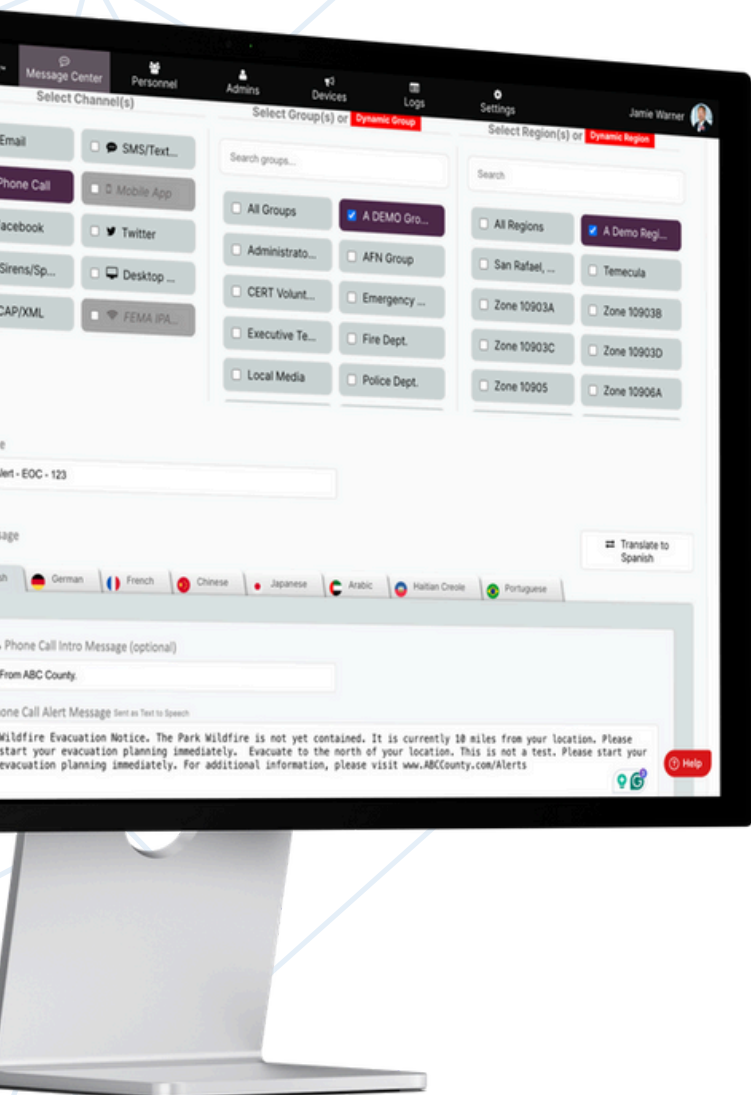 Message Center
Personnel
Admins
Devices
Logs
Settings
Jamie Warner
Select Channel(s)
Select Group(s) or Dynamic Group
Select Region(s) or Dynamic Region
Email
SMS/Text...
Phone Call
Mobile App
Facebook
Twitter
Sirens/Sp...
Desktop ...
CAP/XML
FEMA IPA...
Search groups...
All Groups
A DEMO Gro...
Administrato...
AFN Group
CERT Volunt...
Emergency ...
Executive Te...
Fire Dept.
Local Media
Police Dept.
Search
All Regions
A Demo Regi...
San Rafael, ...
Temecula
Zone 10903A
Zone 10903B
Zone 10903C
Zone 10903D
Zone 10905
Zone 10906A
lert - EOC - 123
sage
Translate to
Spanish
sh
German
French
Chinese
Japanese
Arabic
Haitian Creole
Portuguese
Phone Call Intro Message (optional)
From ABC County.
one Call Alert Message Sent as Text to Speech
Wildfire Evacuation Notice. The Park Wildfire is not yet contained. It is currently 10 miles from your location. Please
start your evacuation planning immediately. Evacuate to the north of your location. This is not a test. Please start your
evacuation planning immediately. For additional information, please visit www.ABCCounty.com/Alerts
Help